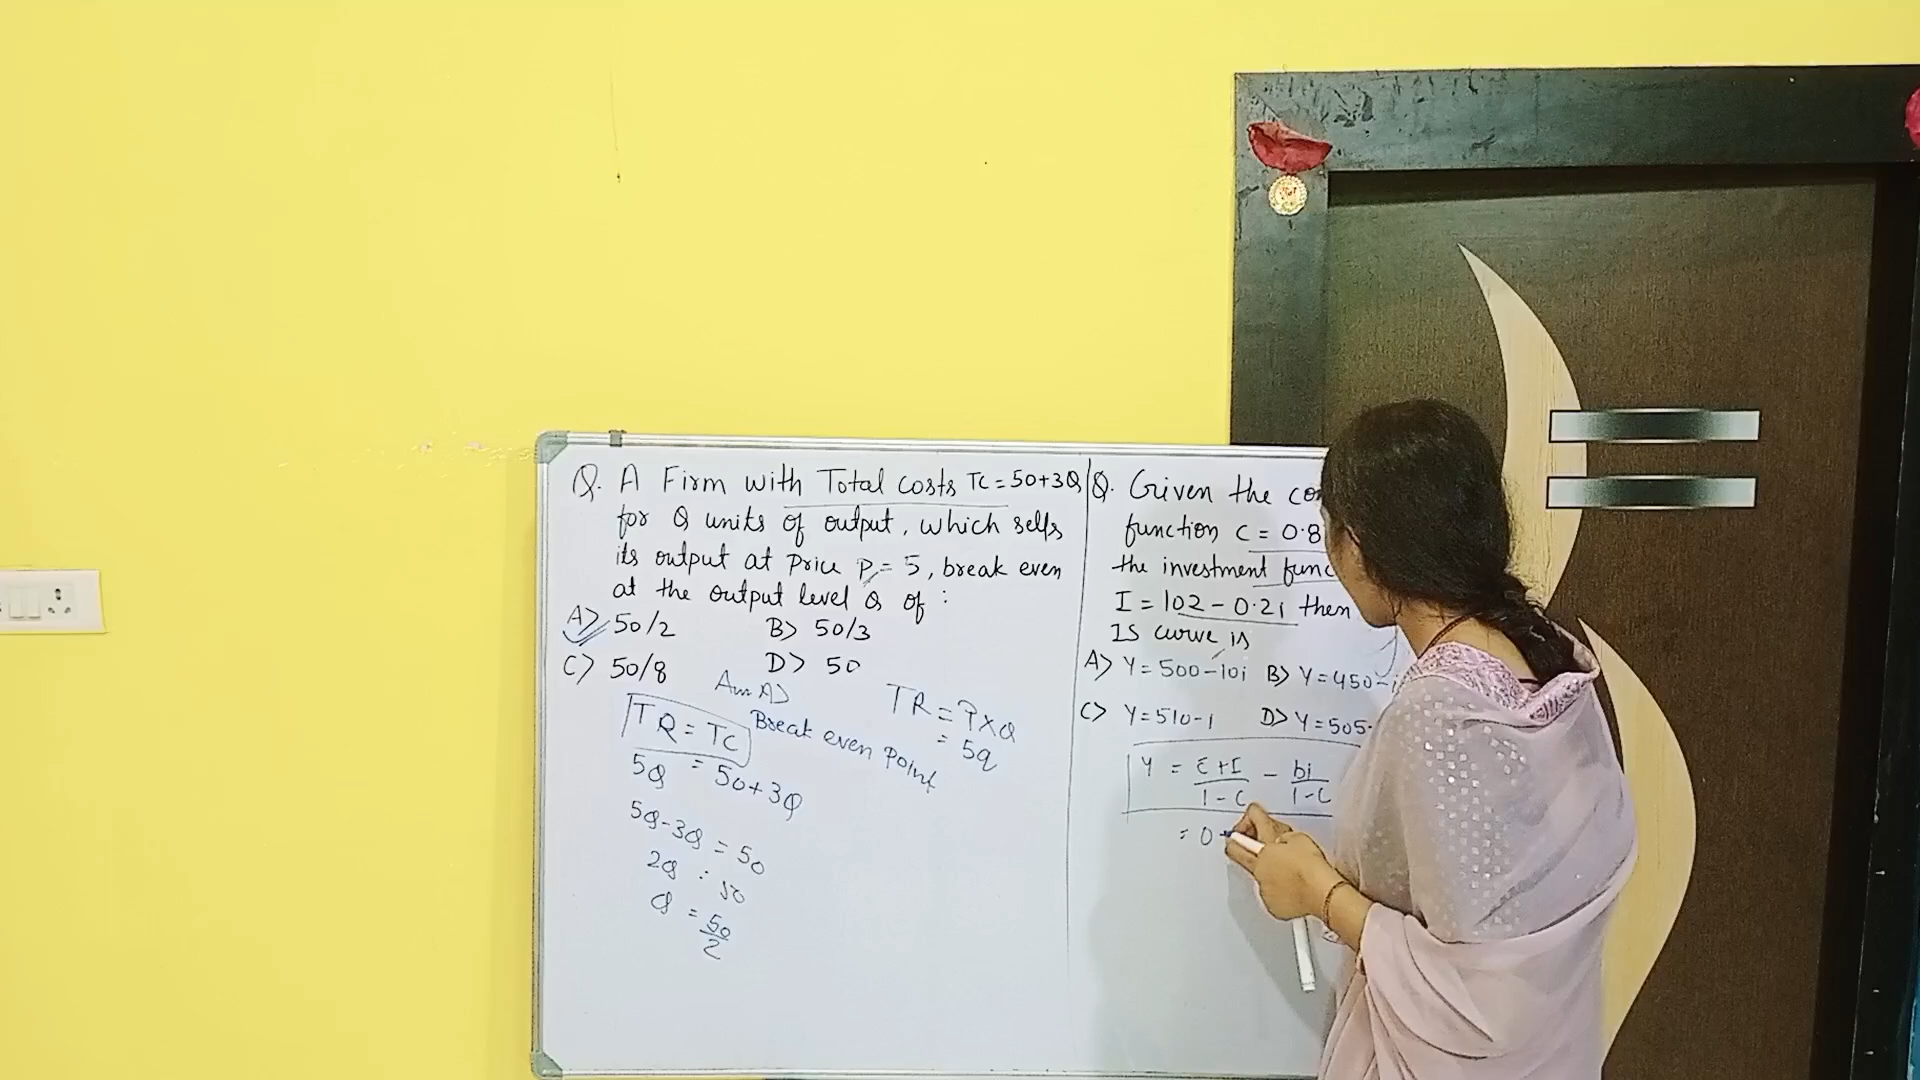 Q. A Firm with Total costs TC = 50+3Q
for Q units of output, which sells
its output at price P = 5, break even
at the output level Q of :
A) 50/2 B) 50/3
C) 50/8 D) 50
Ans A)
TR = TC Break even Point
5Q = 50+3Q
5Q-3Q = 50
2Q = 50
Q = 50/2
TR = P×Q
= 5q
Q. Given the
function C = 0.8
the investment
I = 102 - 0.2i then
IS curve is
A) Y = 500-10i B) Y = 450-i
C) Y = 510-i D) Y = 505-
Y = C̄+Ī/1-C - bi/1-C
= 0+